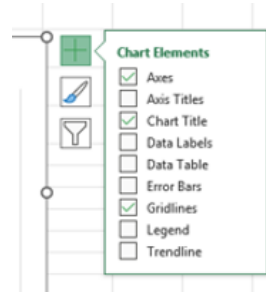 Chart Elements
Axes
Axis Titles
Chart Title
Data Labels
Data Table
Error Bars
Gridlines
Legend
Trendline